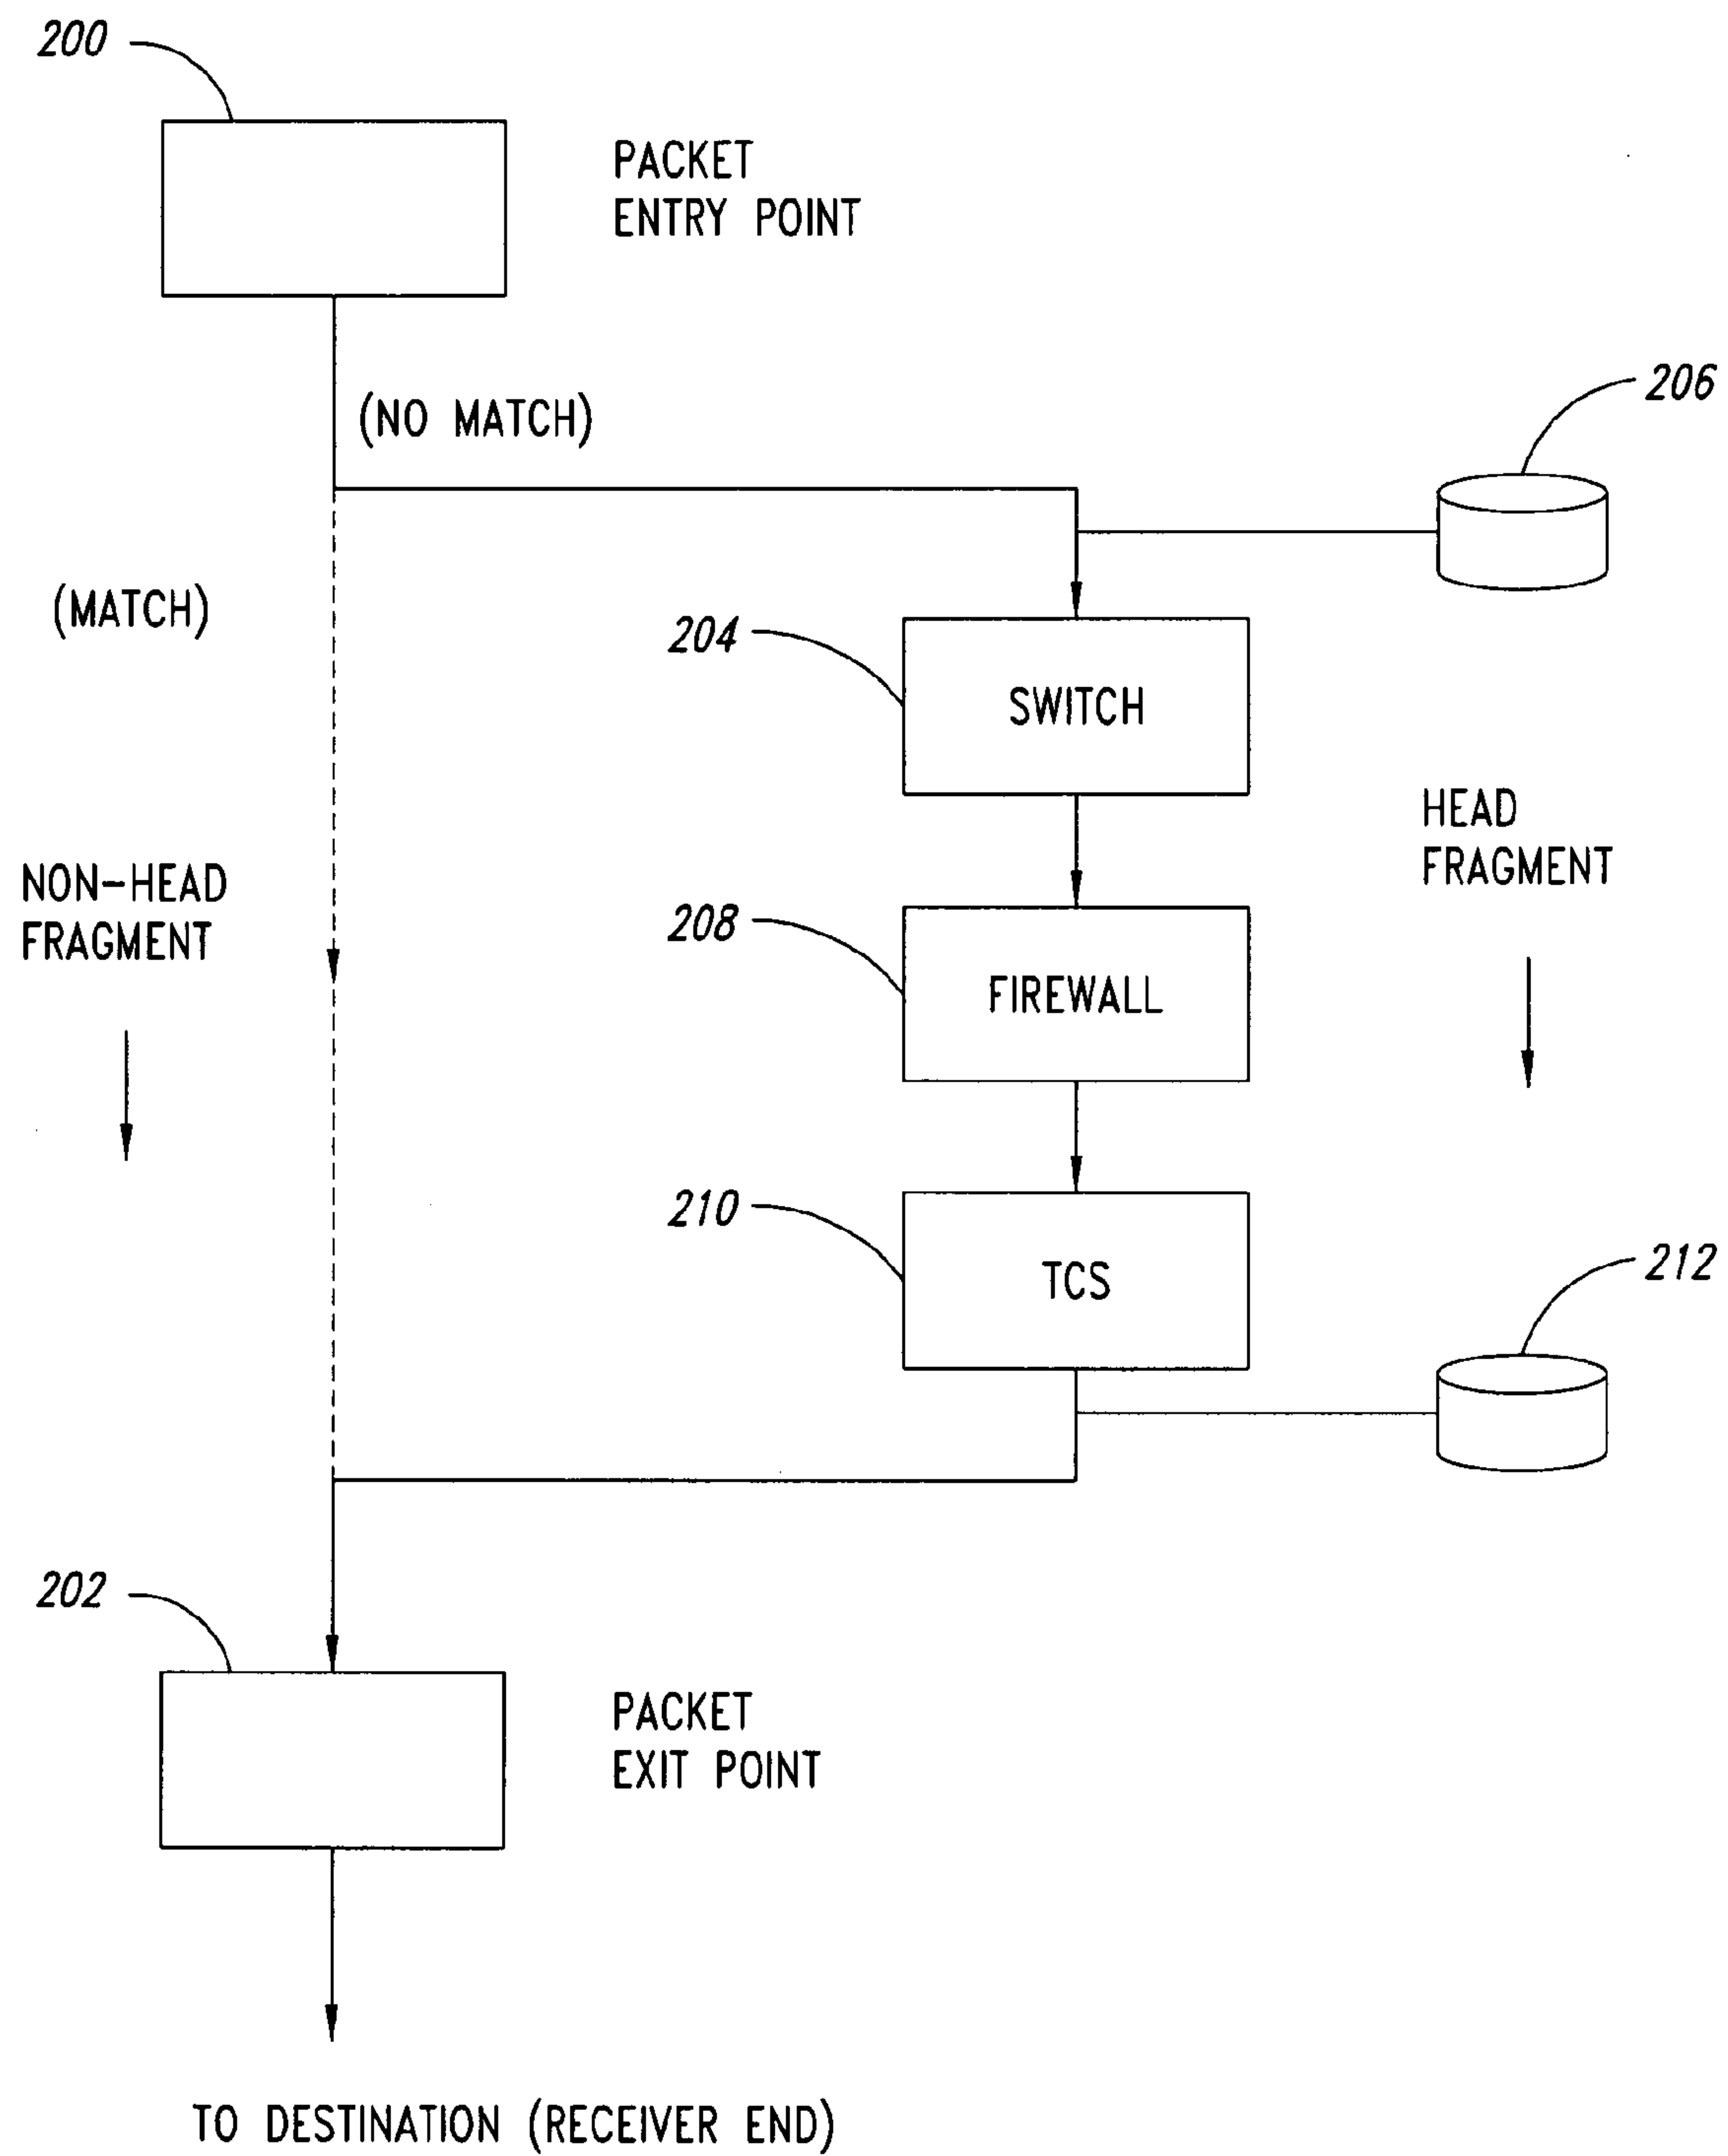 200
PACKET
ENTRY POINT
(NO MATCH)
206
(MATCH)
204
SWITCH
HEAD
FRAGMENT
NON-HEAD
FRAGMENT
208
FIREWALL
210
TCS
212
202
PACKET
EXIT POINT
TO DESTINATION (RECEIVER END)